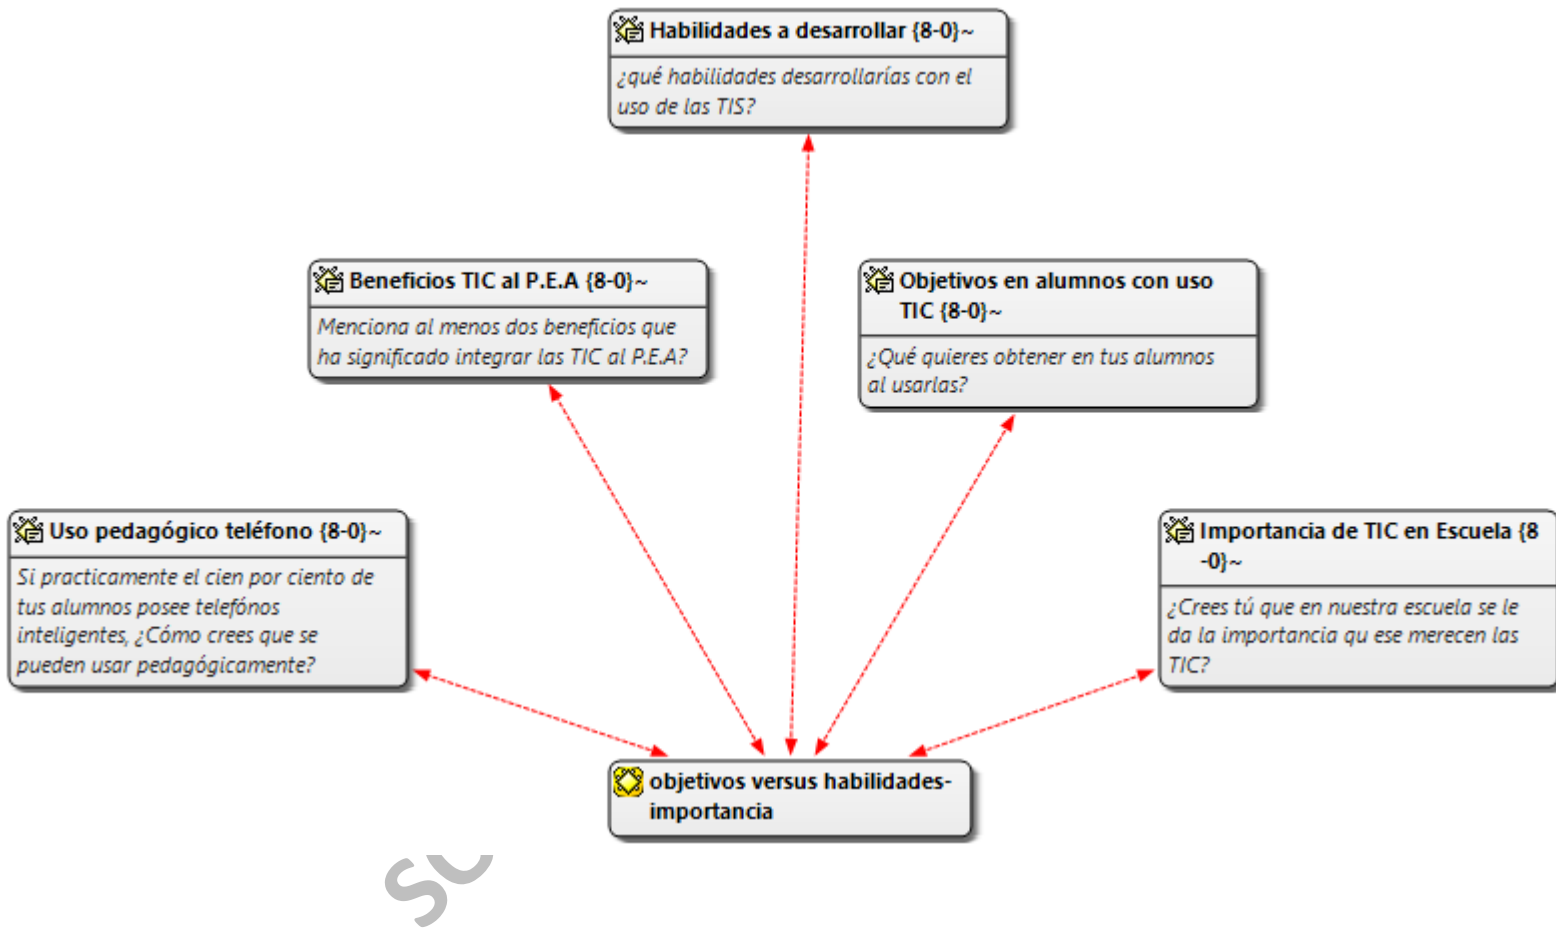 Habilidades a desarrollar {8-0}~
¿qué habilidades desarrollarías con el
uso de las TIS?
Beneficios TIC al P.E.A {8-0}~
Menciona al menos dos beneficios que
ha significado integrar las TIC al P.E.A?
Objetivos en alumnos con uso
TIC {8-0}~
¿Qué quieres obtener en tus alumnos
al usarlas?
Uso pedagógico teléfono {8-0}~
Si practicamente el cien por ciento de
tus alumnos posee telefónos
inteligentes, ¿Cómo crees que se
pueden usar pedagógicamente?
Importancia de TIC en Escuela {8
-0}~
¿Crees tú que en nuestra escuela se le
da la importancia qu ese merecen las
TIC?
objetivos versus habilidades-
importancia